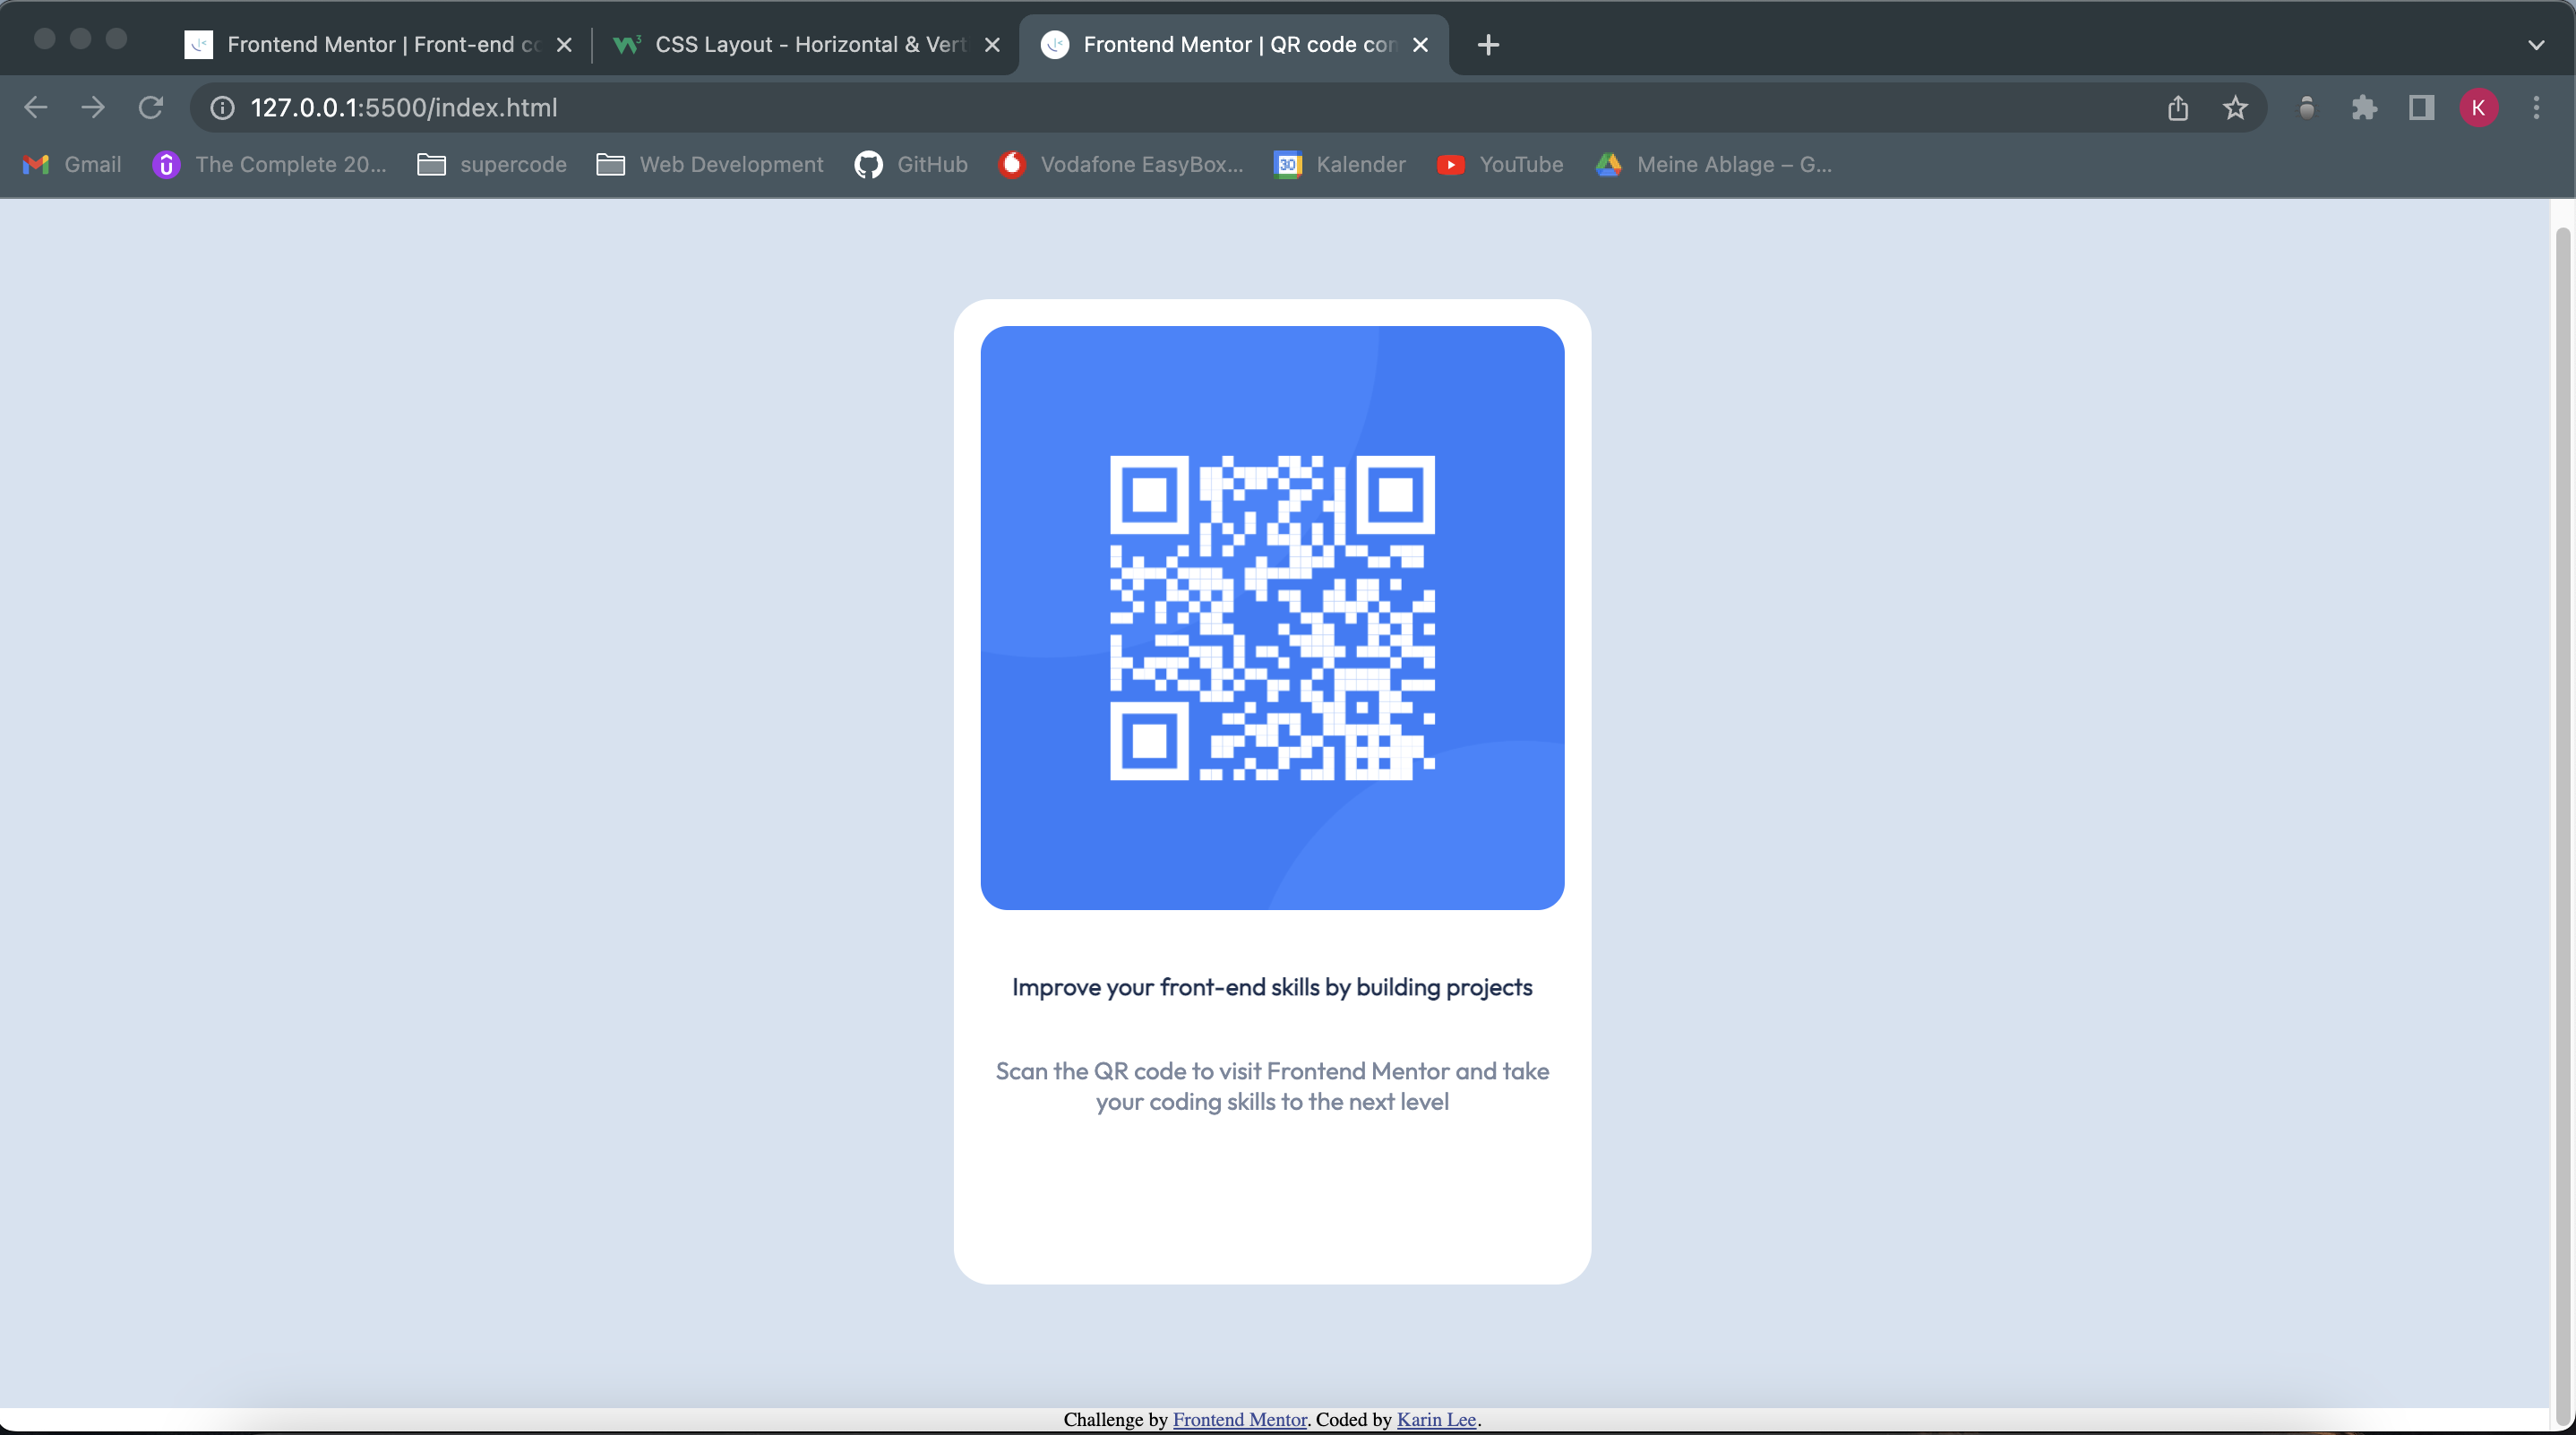 Frontend Mentor | Front-end co
CSS Layout - Horizontal & Vert
Frontend Mentor | QR code con
127.0.0.1:5500/index.html
K
Gmail
The Complete 20...
supercode
Web Development
GitHub
Vodafone EasyBox...
30
Kalender
YouTube
Meine Ablage – G...
Improve your front-end skills by building projects
Scan the QR code to visit Frontend Mentor and take
your coding skills to the next level
Challenge by Frontend Mentor. Coded by Karin Lee.